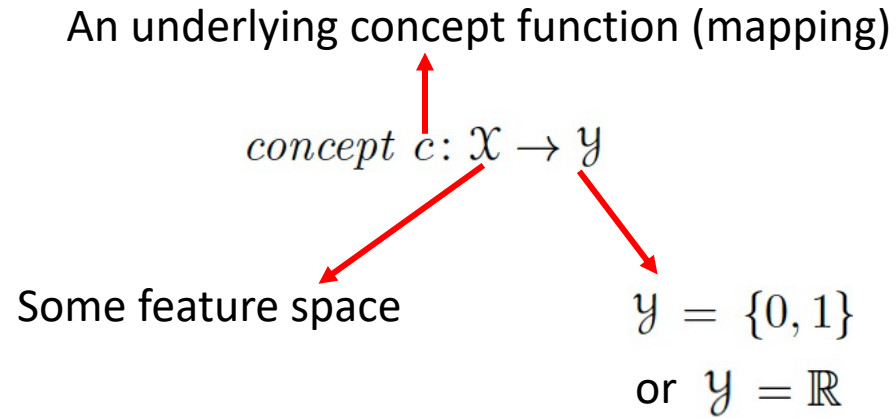 An underlying concept function (mapping)
concept c: 𝒳 → 𝒴
Some feature space
𝒴 = {0, 1}
or 𝒴 = ℝ